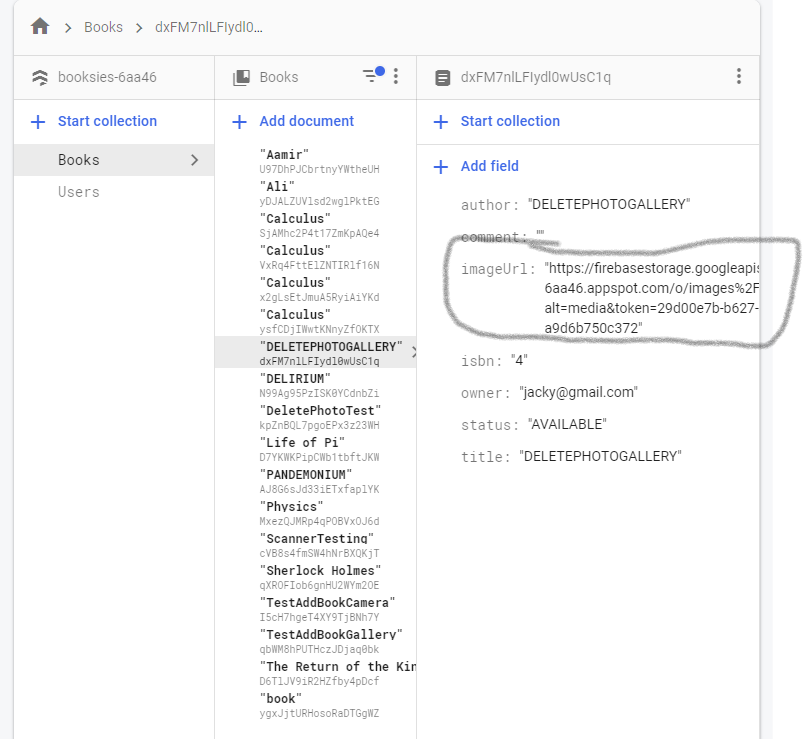 Books
dxFM7nlLFIydl0…
booksies-6aa46
Books
dxFM7nlLFIydl0wUsC1q
Start collection
Add document
Start collection
Books
Users
"Aamir"
U97DhPJCbrtnyYWtheUH
"Ali"
yDJALZUVlsd2wglPktEG
"Calculus"
SjAMhc2P4t17ZmKpAQe4
"Calculus"
VxRq4FttElZNTIRlf16N
"Calculus"
x2gLsEtJmuA5RyiAiYKd
"Calculus"
ysfCDjIWwtKNnyZfOKTX
"DELETEPHOTOGALLERY"
dxFM7nlLFIydl0wUsC1q
"DELIRIUM"
N99Ag95PzISK0YCdnbZi
"DeletePhotoTest"
kpZnBQL7pgoEPx3z23WH
"Life of Pi"
D7YKWKPipCWb1tbftJKW
"PANDEMONIUM"
AJ8G6sJd33iETxfaplYK
"Physics"
MxezQJMRp4qPOBVxOJ6d
"ScannerTesting"
cVB8s4fmSW4hNrBXQKjT
"Sherlock Holmes"
qXROFIob6gnHU2WYm2OE
"TestAddBookCamera"
I5cH7hgeT4XY9TjBNh7Y
"TestAddBookGallery"
qbWM8hPUTHczJDjaq0bk
"The Return of the Kin
D6TlJV9iR2HZfby4pDcf
"book"
ygxJjtURHosoRaDTGgWZ
Add field
author: "DELETEPHOTOGALLERY"
comment: ""
imageUrl: "https://firebasestorage.googleapis
6aa46.appspot.com/o/images%2F
alt=media&token=29d00e7b-b627-
a9d6b750c372"
isbn: "4"
owner: "jacky@gmail.com"
status: "AVAILABLE"
title: "DELETEPHOTOGALLERY"